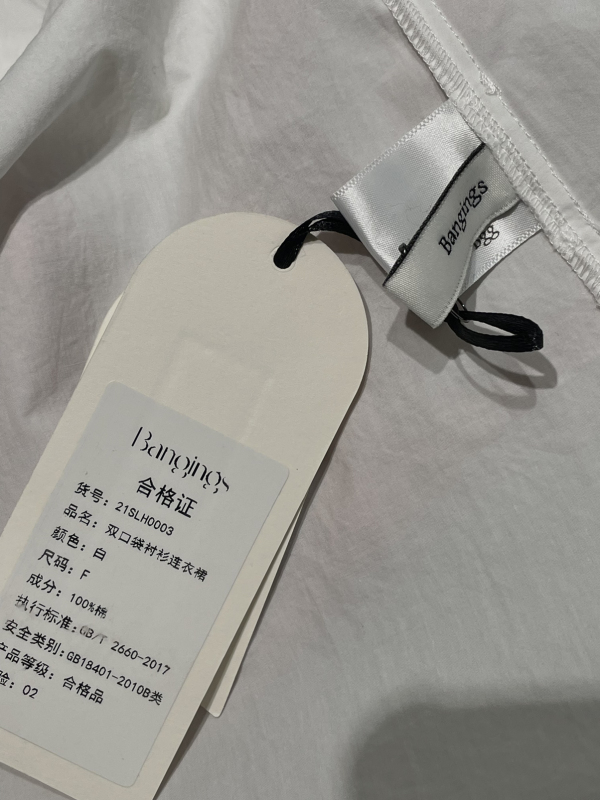 Bangings
Bangings
合格证
货号: 21SLH0003
品名: 双口袋衬衫连衣裙
颜色: 白
尺码: F
成分: 100%棉
执行标准: GB/T 2660-2017
安全类别: GB18401-2010B类
产品等级: 合格品
验: 02